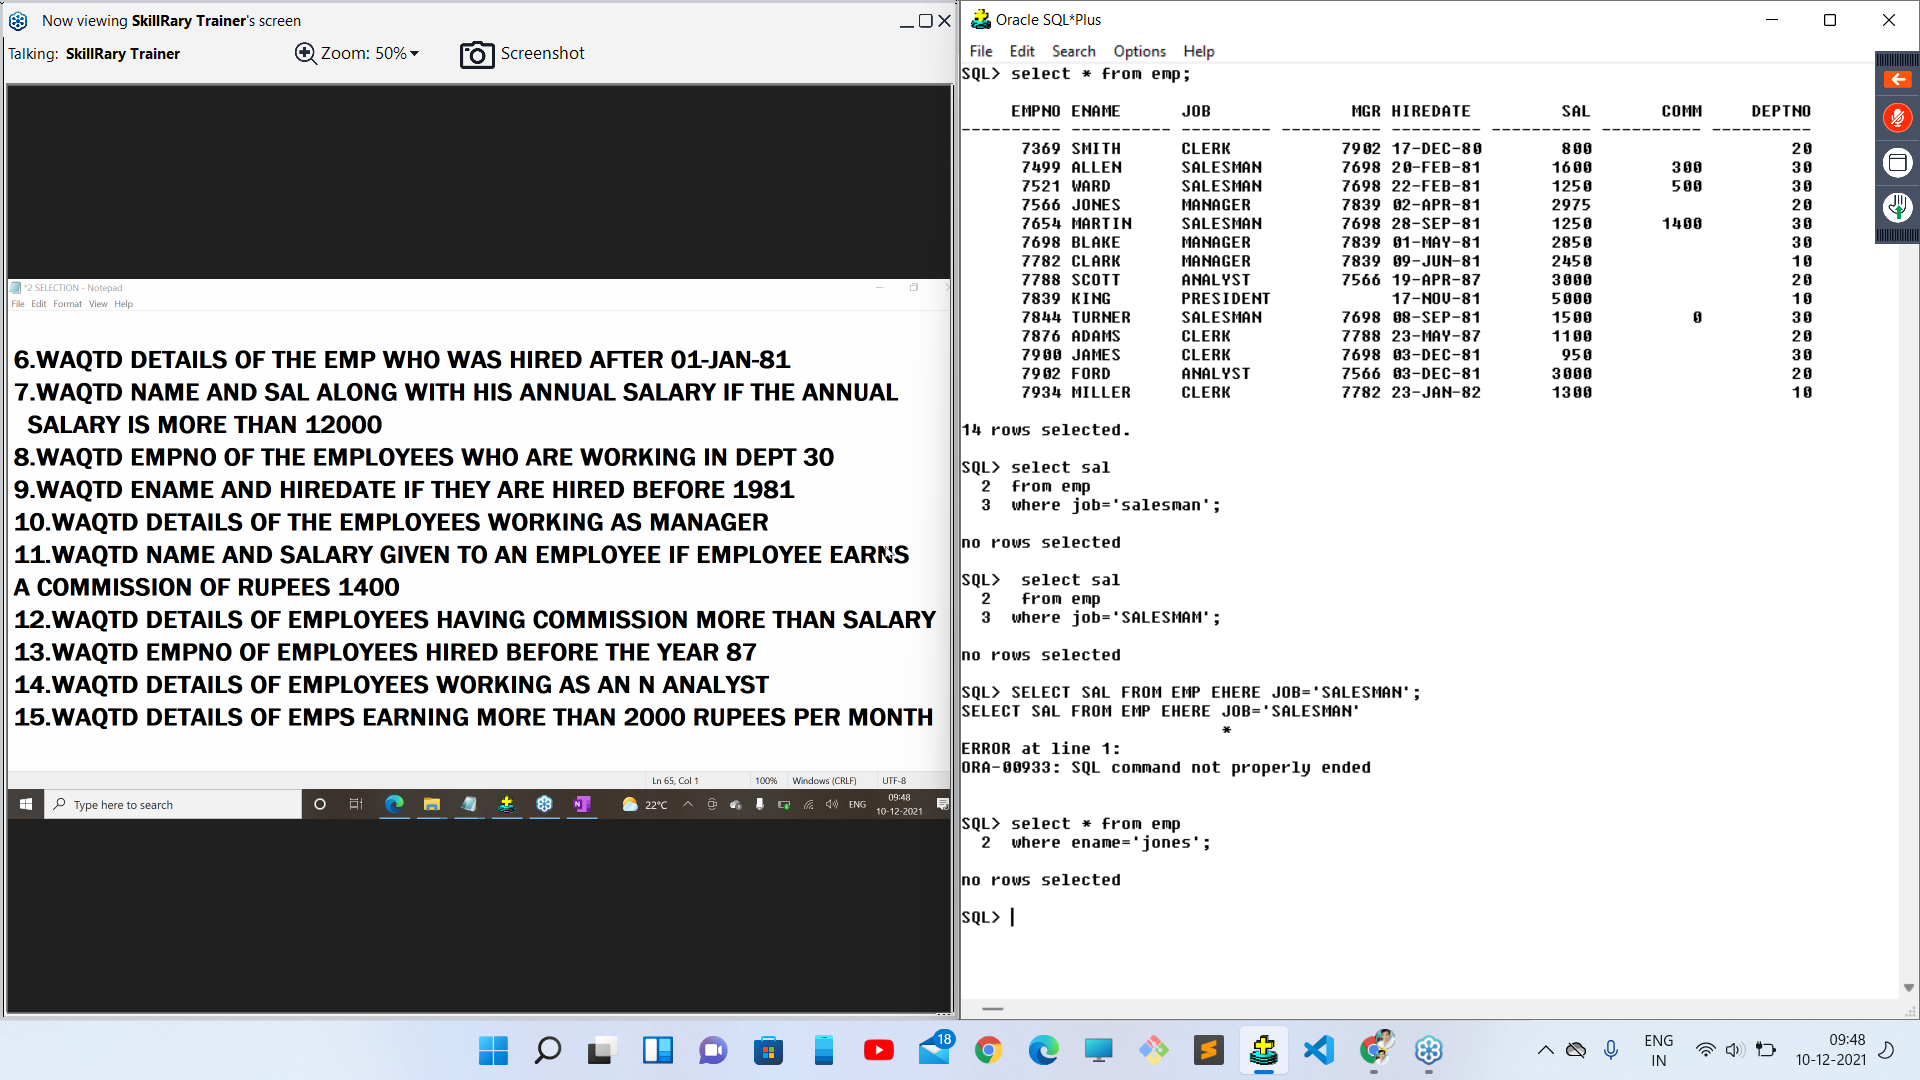 Now viewing SkillRary Trainer's screen
Talking: SkillRary Trainer
Zoom: 50%
Screenshot
*2 SELECTION - Notepad
File Edit Format View Help
6.WAQTD DETAILS OF THE EMP WHO WAS HIRED AFTER 01-JAN-81
7.WAQTD NAME AND SAL ALONG WITH HIS ANNUAL SALARY IF THE ANNUAL
SALARY IS MORE THAN 12000
8.WAQTD EMPNO OF THE EMPLOYEES WHO ARE WORKING IN DEPT 30
9.WAQTD ENAME AND HIREDATE IF THEY ARE HIRED BEFORE 1981
10.WAQTD DETAILS OF THE EMPLOYEES WORKING AS MANAGER
11.WAQTD NAME AND SALARY GIVEN TO AN EMPLOYEE IF EMPLOYEE EARNS
A COMMISSION OF RUPEES 1400
12.WAQTD DETAILS OF EMPLOYEES HAVING COMMISSION MORE THAN SALARY
13.WAQTD EMPNO OF EMPLOYEES HIRED BEFORE THE YEAR 87
14.WAQTD DETAILS OF EMPLOYEES WORKING AS AN N ANALYST
15.WAQTD DETAILS OF EMPS EARNING MORE THAN 2000 RUPEES PER MONTH
Ln 65, Col 1 100% Windows (CRLF) UTF-8
Type here to search
22°C ENG
09:48
10-12-2021
Oracle SQL*Plus
File Edit Search Options Help
SQL> select * from emp;
EMPNO ENAME JOB MGR HIREDATE SAL COMM DEPTNO
---------- ---------- --------- ---------- --------- ---------- ---------- ----------
7369 SMITH CLERK 7902 17-DEC-80 800 20
7499 ALLEN SALESMAN 7698 20-FEB-81 1600 300 30
7521 WARD SALESMAN 7698 22-FEB-81 1250 500 30
7566 JONES MANAGER 7839 02-APR-81 2975 20
7654 MARTIN SALESMAN 7698 28-SEP-81 1250 1400 30
7698 BLAKE MANAGER 7839 01-MAY-81 2850 30
7782 CLARK MANAGER 7839 09-JUN-81 2450 10
7788 SCOTT ANALYST 7566 19-APR-87 3000 20
7839 KING PRESIDENT 17-NOV-81 5000 10
7844 TURNER SALESMAN 7698 08-SEP-81 1500 0 30
7876 ADAMS CLERK 7788 23-MAY-87 1100 20
7900 JAMES CLERK 7698 03-DEC-81 950 30
7902 FORD ANALYST 7566 03-DEC-81 3000 20
7934 MILLER CLERK 7782 23-JAN-82 1300 10
14 rows selected.
SQL> select sal
2 from emp
3 where job='salesman';
no rows selected
SQL> select sal
2 from emp
3 where job='SALESMAM';
no rows selected
SQL> SELECT SAL FROM EMP EHERE JOB='SALESMAN';
SELECT SAL FROM EMP EHERE JOB='SALESMAN'
*
ERROR at line 1:
ORA-00933: SQL command not properly ended
SQL> select * from emp
2 where ename='jones';
no rows selected
SQL>
18
ENG
IN
09:48
10-12-2021